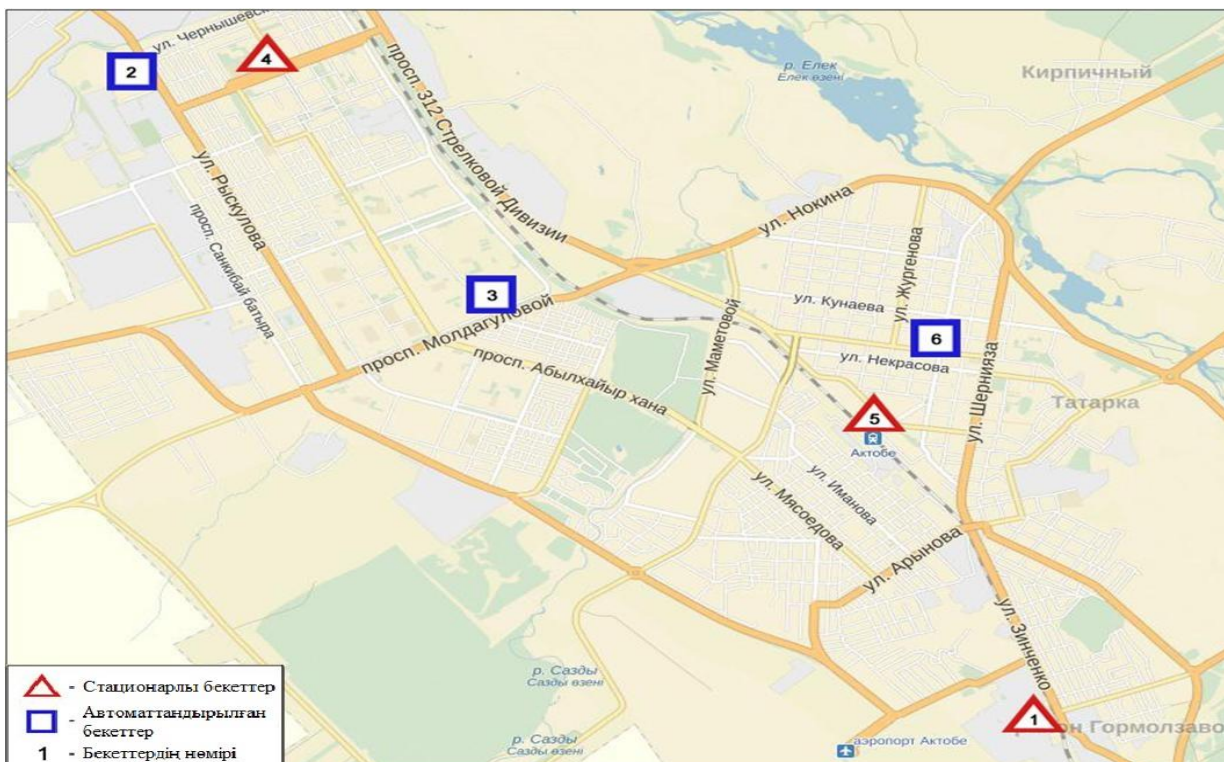 ул. Чернышевск
2
4
просп. 312 Стрелковой Дивизии
р. Елек
Елек өзені
Кирпичный
ул. Рыскулова
просп. Санкибай батыра
ул. Нокина
ул. Жургенова
3
просп. Молдагуловой
ул. Кунаева
6
ул. Некрасова
ул. Маметовой
просп. Абылхайыр хана
ул. Шернияза
Татарка
5
Актобе
ул. Иманова
ул. Мясоедова
ул. Арынова
ул. Зинченко
р. Сазды
Сазды өзені
1
он Гормолзаво
р. Сазды
Сазды өзені
аэропорт Актобе
- Стационарлы бекеттер
- Автоматтандырылған
бекеттер
1 - Бекеттердің нөмірі